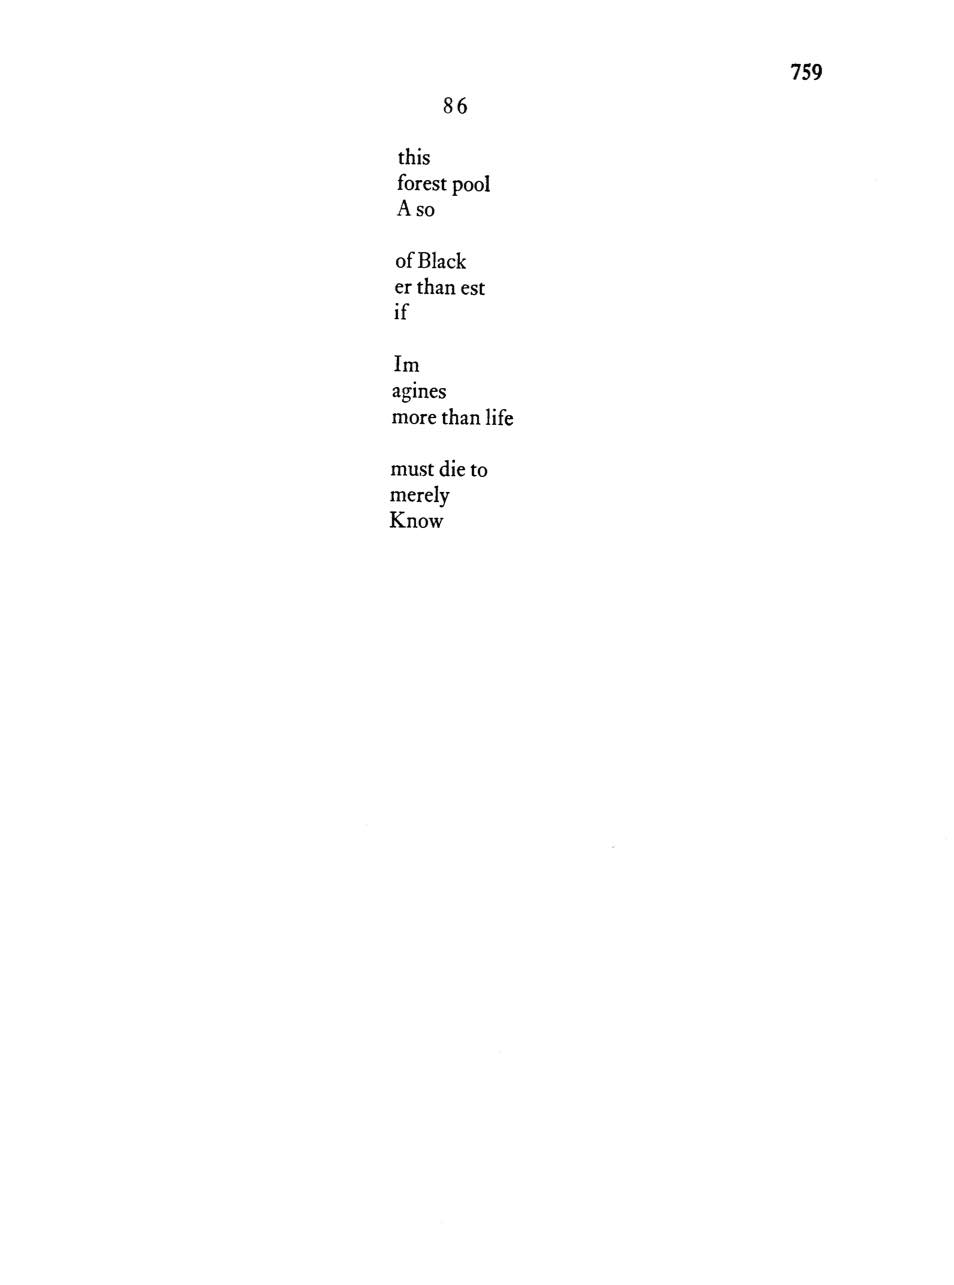 759
86
this
forest pool
A so
of Black
er than est
if
Im
agines
more than life
must die to
merely
Know